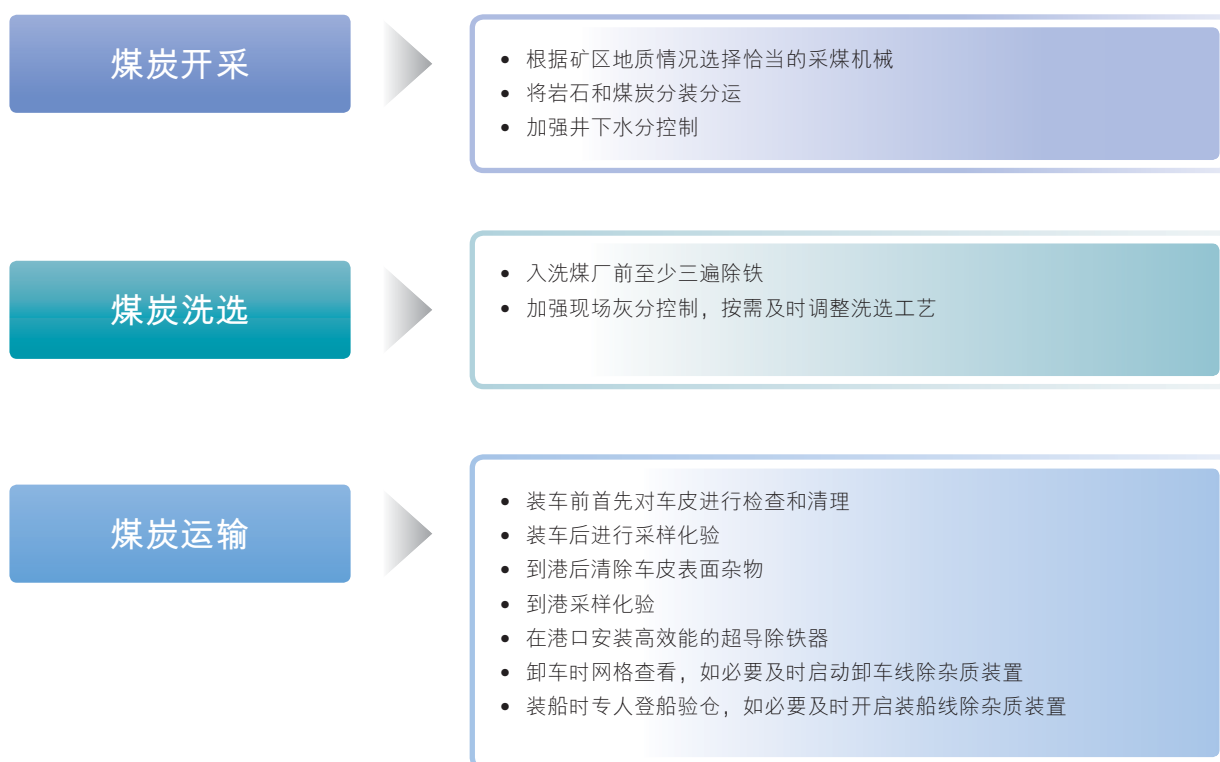 煤炭开采
• 根据矿区地质情况选择恰当的采煤机械
• 将岩石和煤炭分装分运
• 加强井下水分控制
煤炭洗选
• 入洗煤厂前至少三遍除铁
• 加强现场灰分控制，按需及时调整洗选工艺
煤炭运输
• 装车前首先对车皮进行检查和清理
• 装车后进行采样化验
• 到港后清除车皮表面杂物
• 到港采样化验
• 在港口安装高效能的超导除铁器
• 卸车时网格查看，如必要及时启动卸车线除杂质装置
• 装船时专人登船验仓，如必要及时开启装船线除杂质装置